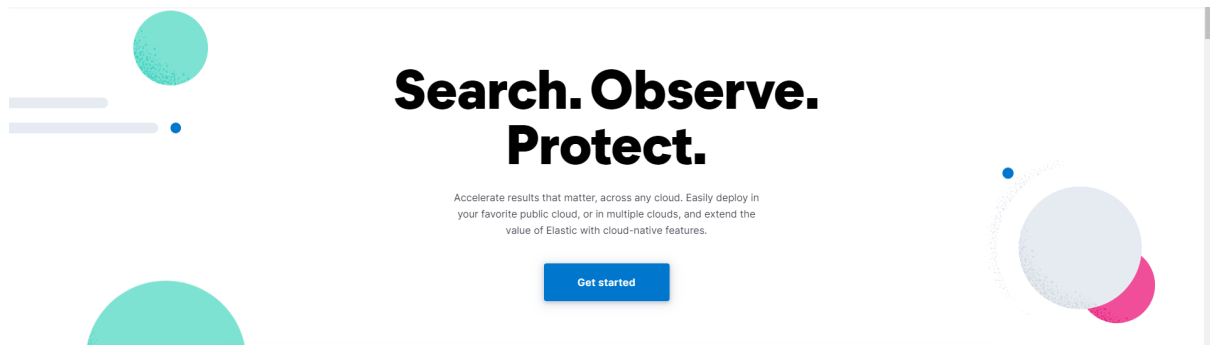 Search. Observe.
Protect.
Accelerate results that matter, across any cloud. Easily deploy in
your favorite public cloud, or in multiple clouds, and extend the
value of Elastic with cloud-native features.
Get started